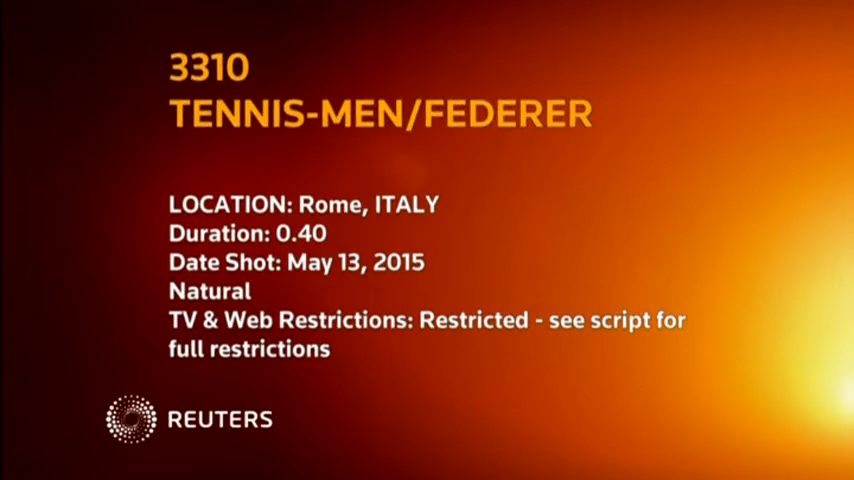 3310
TENNIS-MEN/FEDERER
LOCATION: Rome, ITALY
Duration: 0.40
Date Shot: May 13, 2015
Natural
TV & Web Restrictions: Restricted - see script for
full restrictions
REUTERS